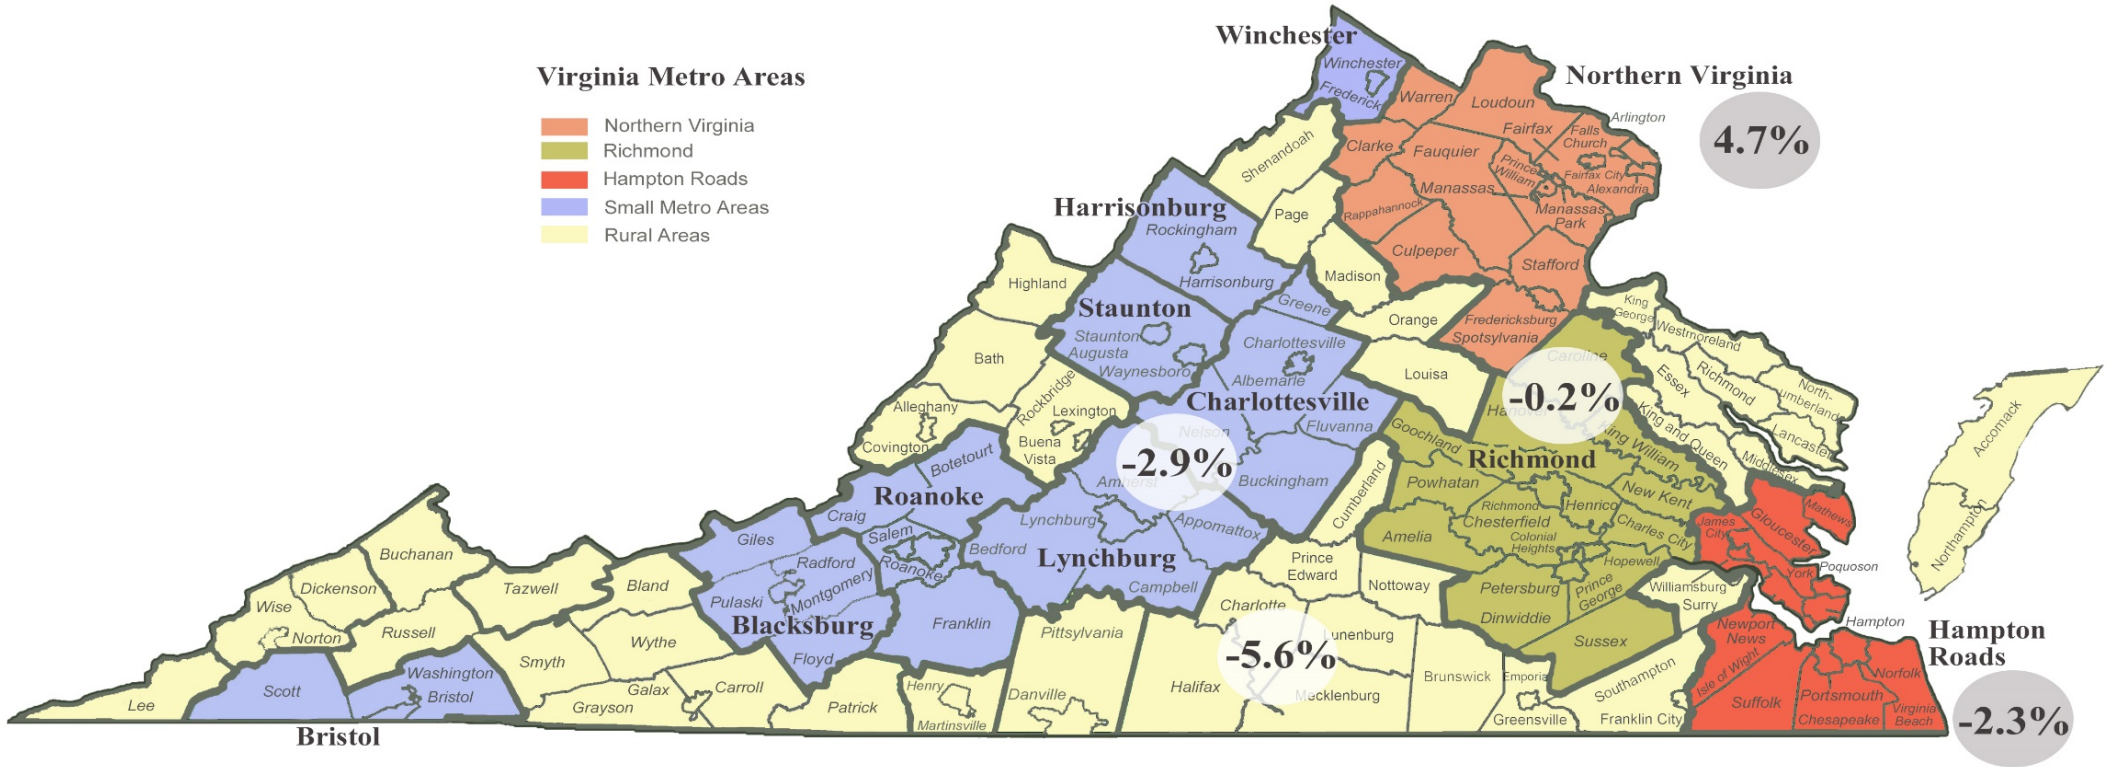 Virginia Metro Areas
Northern Virginia
Richmond
Hampton Roads
Small Metro Areas
Rural Areas
Winchester
Winchester
Frederick
Northern Virginia
4.7%
Warren
Loudoun
Clarke
Fauquier
Fairfax
Falls
Church
Arlington
Prince
William
Fairfax City
Alexandria
Manassas
Manassas
Park
Rappahannock
Culpeper
Stafford
Fredericksburg
Spotsylvania
Shenandoah
Page
Madison
Orange
Louisa
Harrisonburg
Rockingham
Harrisonburg
Highland
Bath
Alleghany
Covington
Rockbridge
Lexington
Buena
Vista
Staunton
Staunton
Augusta
Waynesboro
Greene
Charlottesville
Albemarle
Charlottesville
Nelson
Fluvanna
Buckingham
-2.9%
Amherst
Lynchburg
Appomattox
Bedford
Lynchburg
Campbell
Roanoke
Botetourt
Craig
Salem
Roanoke
Franklin
Giles
Radford
Montgomery
Pulaski
Blacksburg
Floyd
Caroline
-0.2%
Hanover
King William
Goochland
Richmond
Powhatan
New Kent
Richmond
Henrico
Chesterfield
Charles City
Colonial
Heights
Amelia
Hopewell
Petersburg
Prince
George
Dinwiddie
Sussex
King
George
Westmoreland
Essex
Richmond
North-
umberland
Lancaster
King and Queen
Middlesex
Accomack
Northampton
Cumberland
Prince
Edward
Nottoway
Charlotte
Lunenburg
-5.6%
Halifax
Mecklenburg
Brunswick
Emporia
Greensville
Southampton
Franklin City
Williamsburg
Surry
James
City
Gloucester
Mathews
York
Poquoson
Hampton
Newport
News
Isle of Wight
Suffolk
Norfolk
Portsmouth
Chesapeake
Virginia
Beach
Hampton
Roads
-2.3%
Buchanan
Dickenson
Wise
Norton
Russell
Tazwell
Bland
Wythe
Smyth
Galax
Grayson
Carroll
Patrick
Henry
Martinsville
Pittsylvania
Danville
Lee
Scott
Washington
Bristol
Bristol